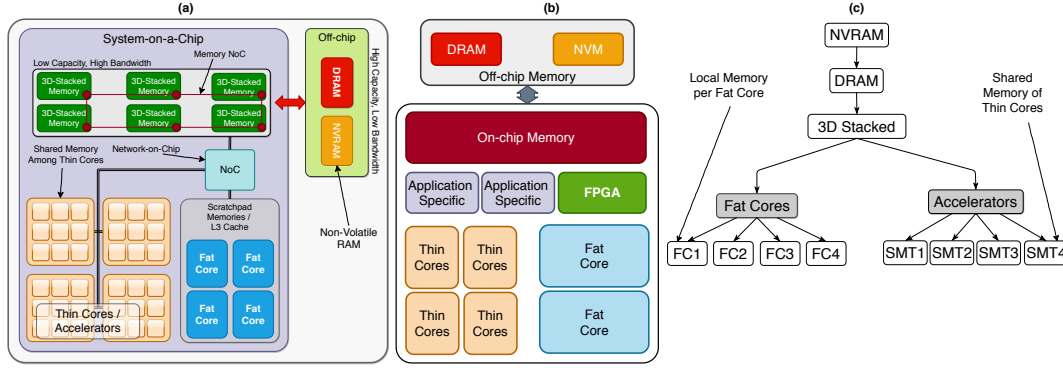 (a)
System-on-a-Chip
Memory NoC
Low Capacity, High Bandwidth
3D-Stacked
Memory
3D-Stacked
Memory
3D-Stacked
Memory
3D-Stacked
Memory
3D-Stacked
Memory
3D-Stacked
Memory
Shared Memory
Among Thin Cores
Network-on-Chip
NoC
Scratchpad
Memories /
L3 Cache
Fat
Core
Fat
Core
Fat
Core
Fat
Core
Thin Cores /
Accelerators
Off-chip
DRAM
NVRAM
High Capacity, Low Bandwidth
Non-Volatile
RAM
(b)
DRAM
NVM
Off-chip Memory
On-chip Memory
Application
Specific
Application
Specific
FPGA
Thin
Cores
Thin
Cores
Fat
Core
Thin
Cores
Thin
Cores
Fat
Core
(c)
NVRAM
DRAM
3D Stacked
Local Memory
per Fat Core
Shared
Memory of
Thin Cores
Fat Cores
Accelerators
FC1
FC2
FC3
FC4
SMT1
SMT2
SMT3
SMT4